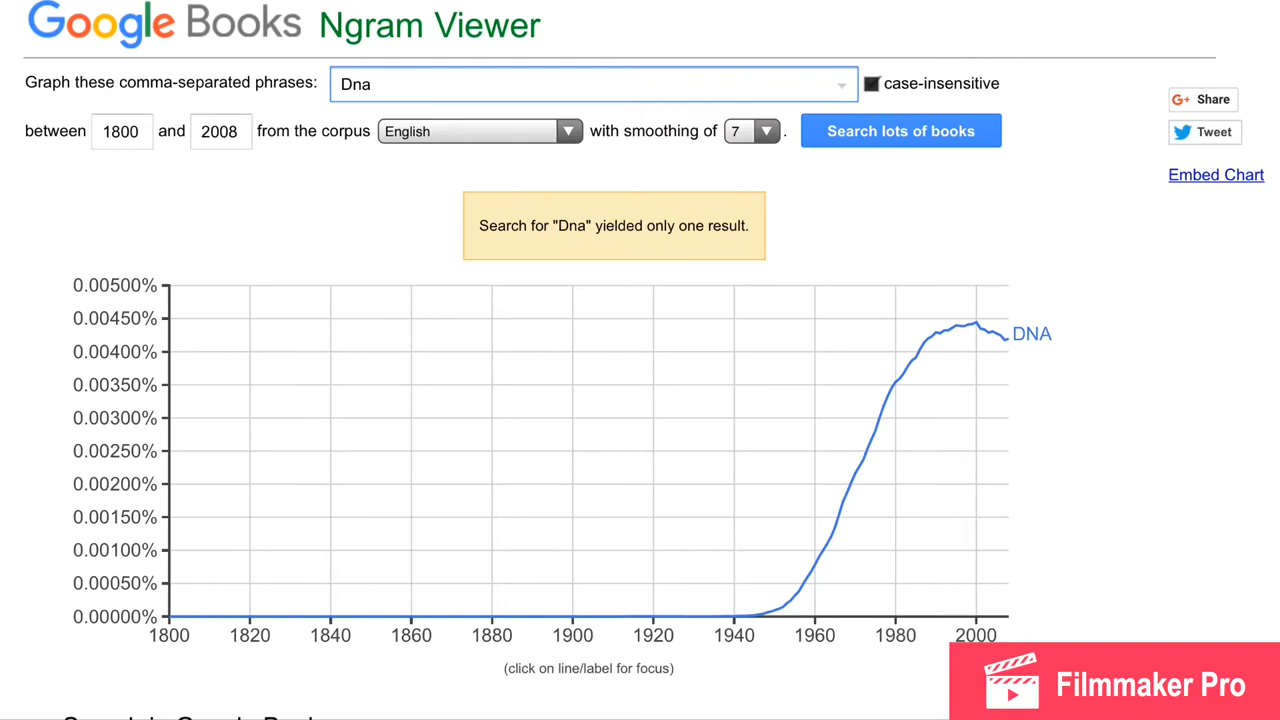 Google Books Ngram Viewer
Graph these comma-separated phrases: Dna case-insensitive
between 1800 and 2008 from the corpus English with smoothing of 7 . Search lots of books
G+ Share
Tweet
Embed Chart
Search for "Dna" yielded only one result.
0.00500%
0.00450%
0.00400%
0.00350%
0.00300%
0.00250%
0.00200%
0.00150%
0.00100%
0.00050%
0.00000%
DNA
1800 1820 1840 1860 1880 1900 1920 1940 1960 1980 2000
(click on line/label for focus)
Filmmaker Pro